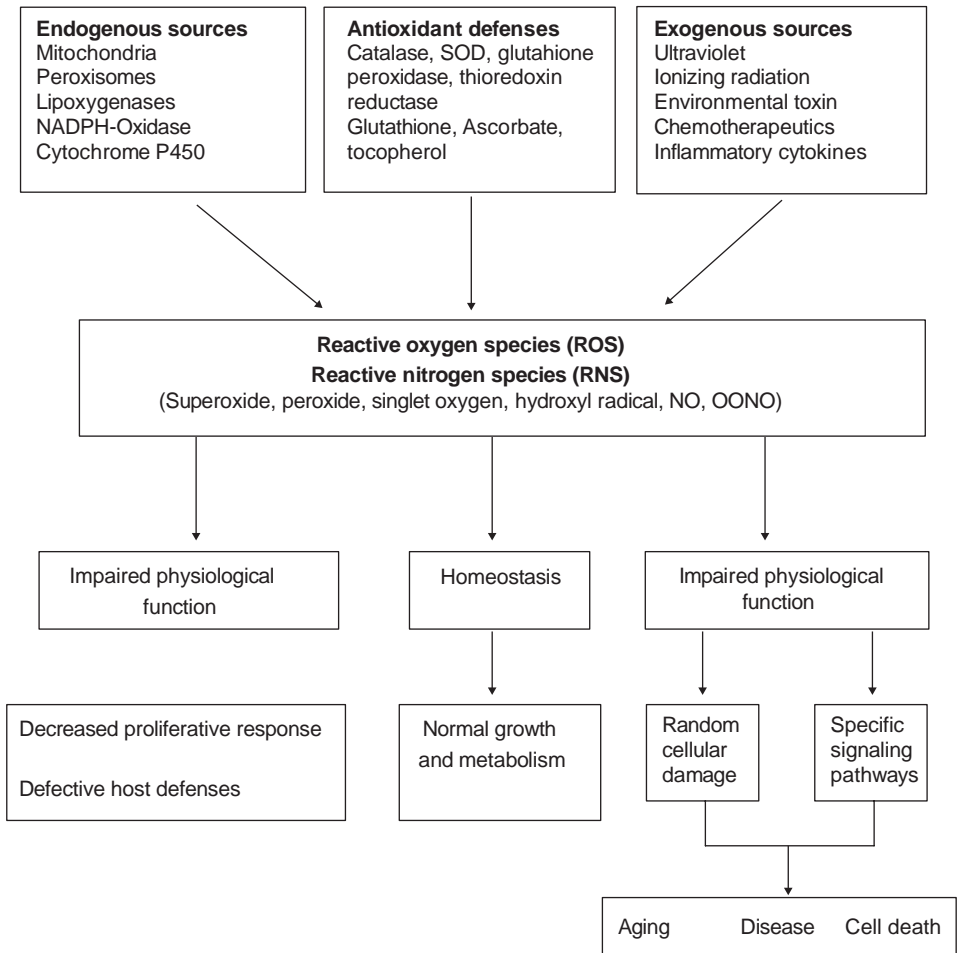 Endogenous sources
Mitochondria
Peroxisomes
Lipoxygenases
NADPH-Oxidase
Cytochrome P450
Antioxidant defenses
Catalase, SOD, glutahione
peroxidase, thioredoxin
reductase
Glutathione, Ascorbate,
tocopherol
Exogenous sources
Ultraviolet
Ionizing radiation
Environmental toxin
Chemotherapeutics
Inflammatory cytokines
Reactive oxygen species (ROS)
Reactive nitrogen species (RNS)
(Superoxide, peroxide, singlet oxygen, hydroxyl radical, NO, OONO)
Impaired physiological
function
Homeostasis
Impaired physiological
function
Decreased proliferative response
Defective host defenses
Normal growth
and metabolism
Random
cellular
damage
Specific
signaling
pathways
Aging Disease Cell death